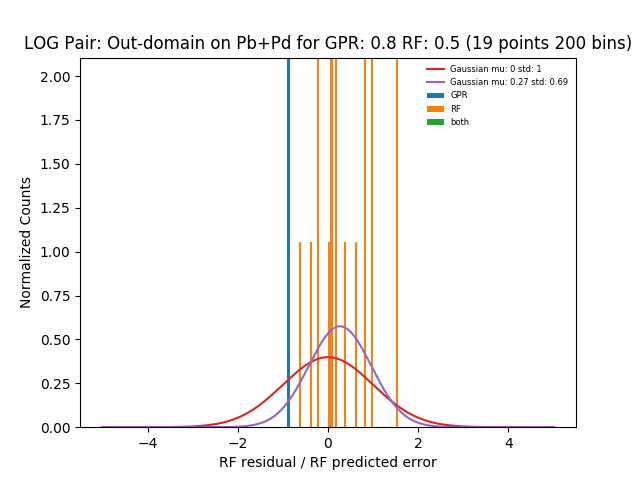 LOG Pair: Out-domain on Pb+Pd for GPR: 0.8 RF: 0.5 (19 points 200 bins)
Gaussian mu: 0 std: 1
Gaussian mu: 0.27 std: 0.69
GPR
RF
both
Normalized Counts
2.00
1.75
1.50
1.25
1.00
0.75
0.50
0.25
0.00
−4
−2
0
2
4
RF residual / RF predicted error